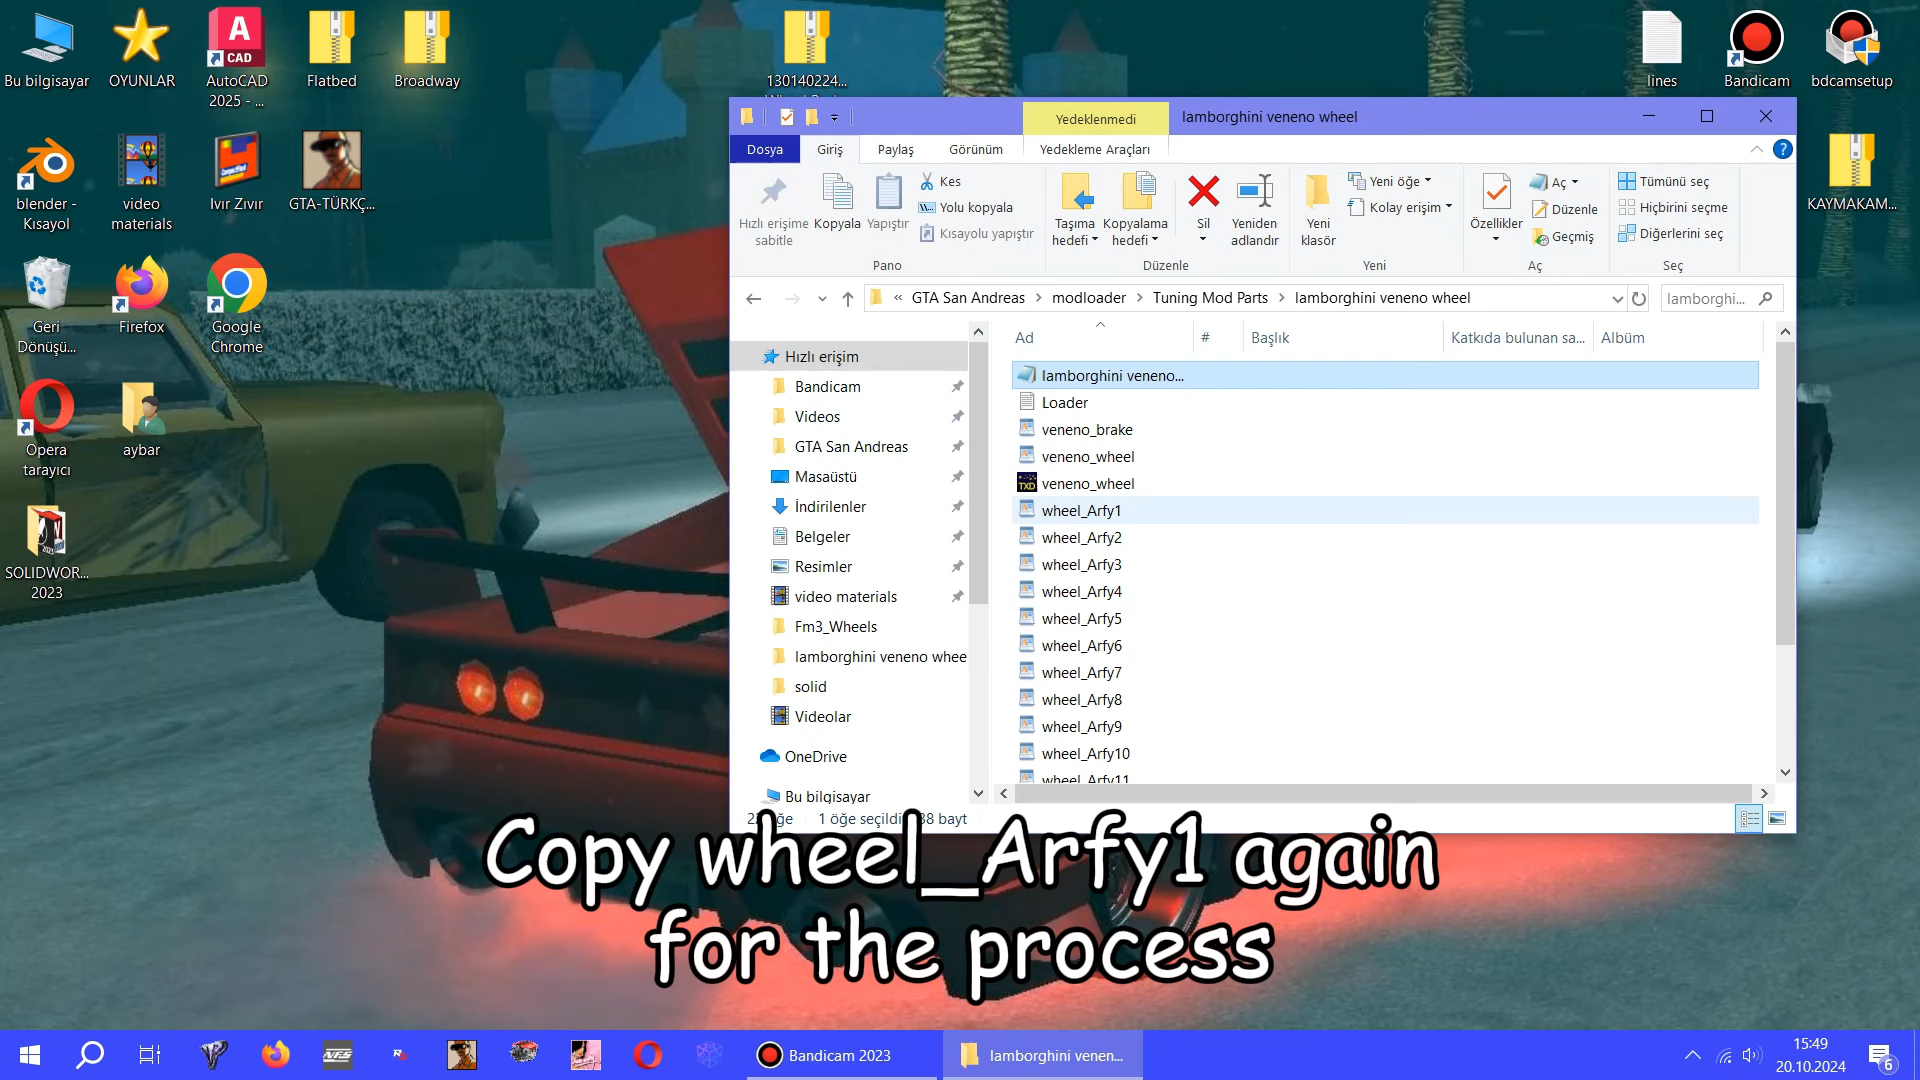 Bu bilgisayar
OYUNLAR
A
CAD
AutoCAD
2025 - ...
Flatbed
Broadway
130140224...
lines
Bandicam
bdcamsetup
blender -
Kısayol
video
materials
Ivır Zıvır
GTA-TÜRKÇ...
KAYMAKAM...
Geri
Dönüşü...
Firefox
Google
Chrome
Opera
tarayıcı
aybar
SOLIDWOR...
2023
Yedeklenmedi
lamborghini veneno wheel
Dosya
Giriş
Paylaş
Görünüm
Yedekleme Araçları
Hızlı erişime
sabitle
Kopyala
Yapıştır
Kes
Yolu kopyala
Kısayolu yapıştır
Pano
Taşıma
hedefi
Kopyalama
hedefi
Sil
Yeniden
adlandır
Düzenle
Yeni
klasör
Yeni öğe
Kolay erişim
Yeni
Özellikler
Aç
Düzenle
Geçmiş
Aç
Tümünü seç
Hiçbirini seçme
Diğerlerini seç
Seç
« GTA San Andreas > modloader > Tuning Mod Parts > lamborghini veneno wheel
lamborghi...
Hızlı erişim
Bandicam
Videos
GTA San Andreas
Masaüstü
İndirilenler
Belgeler
Resimler
video materials
Fm3_Wheels
lamborghini veneno whee
solid
Videolar
OneDrive
Bu bilgisayar
Ad
#
Başlık
Katkıda bulunan sa...
Albüm
lamborghini veneno...
Loader
veneno_brake
veneno_wheel
TXD
veneno_wheel
wheel_Arfy1
wheel_Arfy2
wheel_Arfy3
wheel_Arfy4
wheel_Arfy5
wheel_Arfy6
wheel_Arfy7
wheel_Arfy8
wheel_Arfy9
wheel_Arfy10
wheel_Arfy11
1 öğe seçildi
bayt
Copy wheel_Arfy1 again
for the process
NFS
Bandicam 2023
lamborghini venen...
15:49
20.10.2024
6